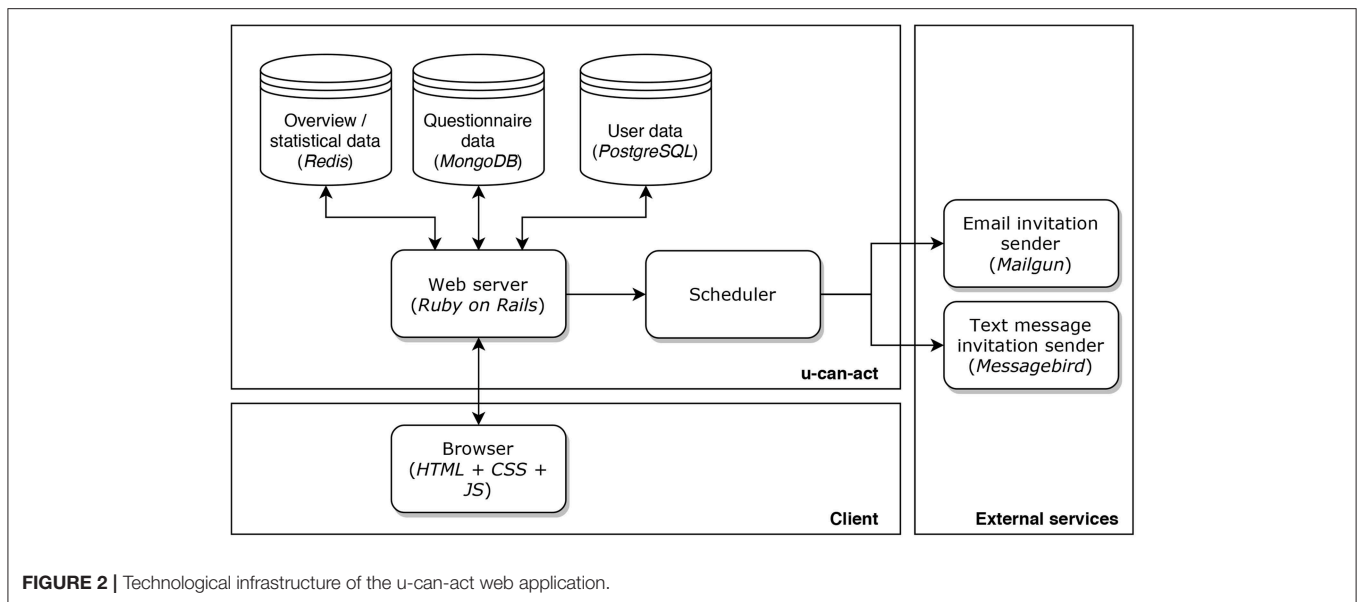 Overview /
statistical data
(Redis)
Questionnaire
data
(MongoDB)
User data
(PostgreSQL)
Web server
(Ruby on Rails)
Scheduler
u-can-act
Email invitation
sender
(Mailgun)
Text message
invitation sender
(Messagebird)
Browser
(HTML + CSS +
JS)
Client
External services
FIGURE 2 | Technological infrastructure of the u-can-act web application.